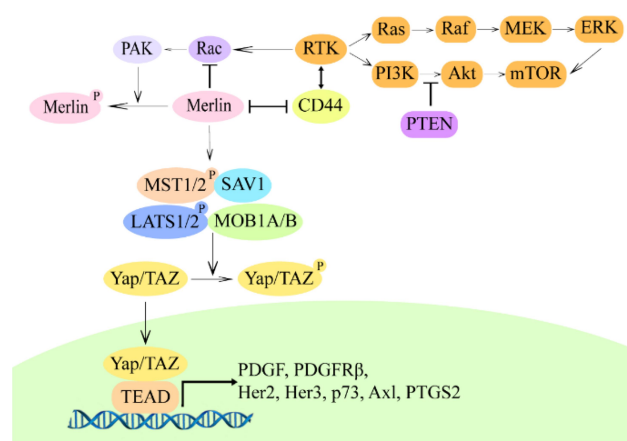 PAK Rac RTK Ras Raf MEK ERK
PI3K Akt mTOR
Merlin P Merlin CD44 PTEN
MST1/2 P SAV1
LATS1/2 P MOB1A/B
Yap/TAZ Yap/TAZ P
Yap/TAZ
TEAD
PDGF, PDGFRβ,
Her2, Her3, p73, Axl, PTGS2